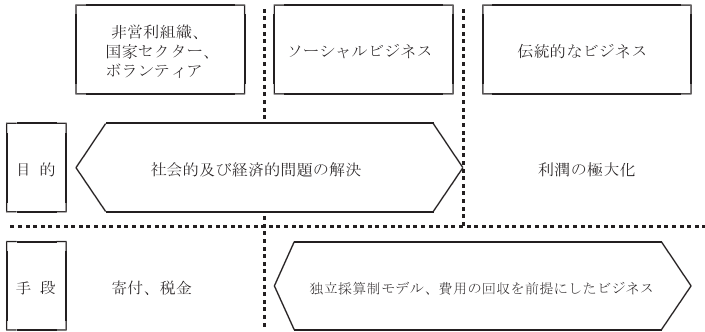 非営利組織、
国家セクター、
ボランティア
ソーシャルビジネス
伝統的なビジネス
目 的
社会的及び経済的問題の解決
利潤の極大化
手 段
寄付、税金
独立採算制モデル、費用の回収を前提にしたビジネス